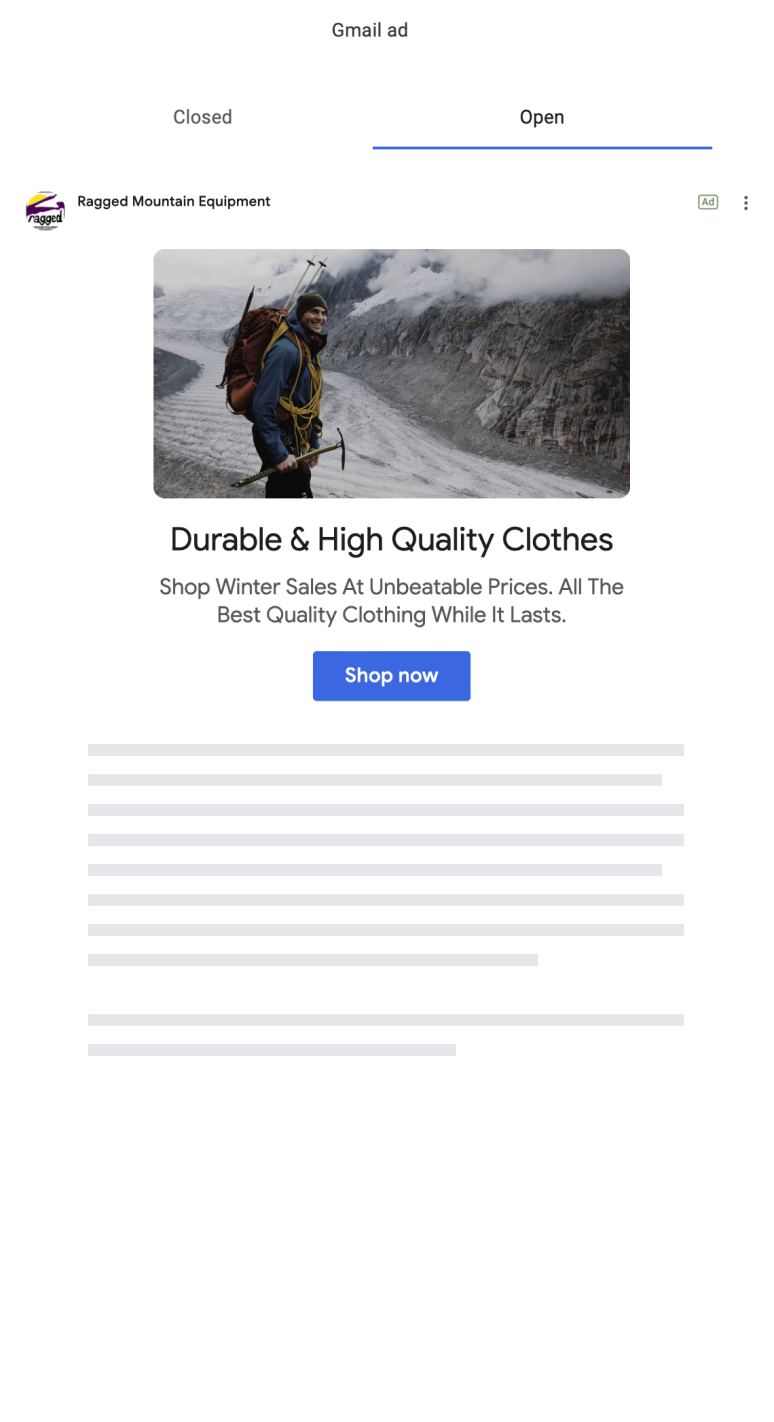 Gmail ad
Closed
Open
ragged
Ragged Mountain Equipment
Ad
Durable & High Quality Clothes
Shop Winter Sales At Unbeatable Prices. All The
Best Quality Clothing While It Lasts.
Shop now